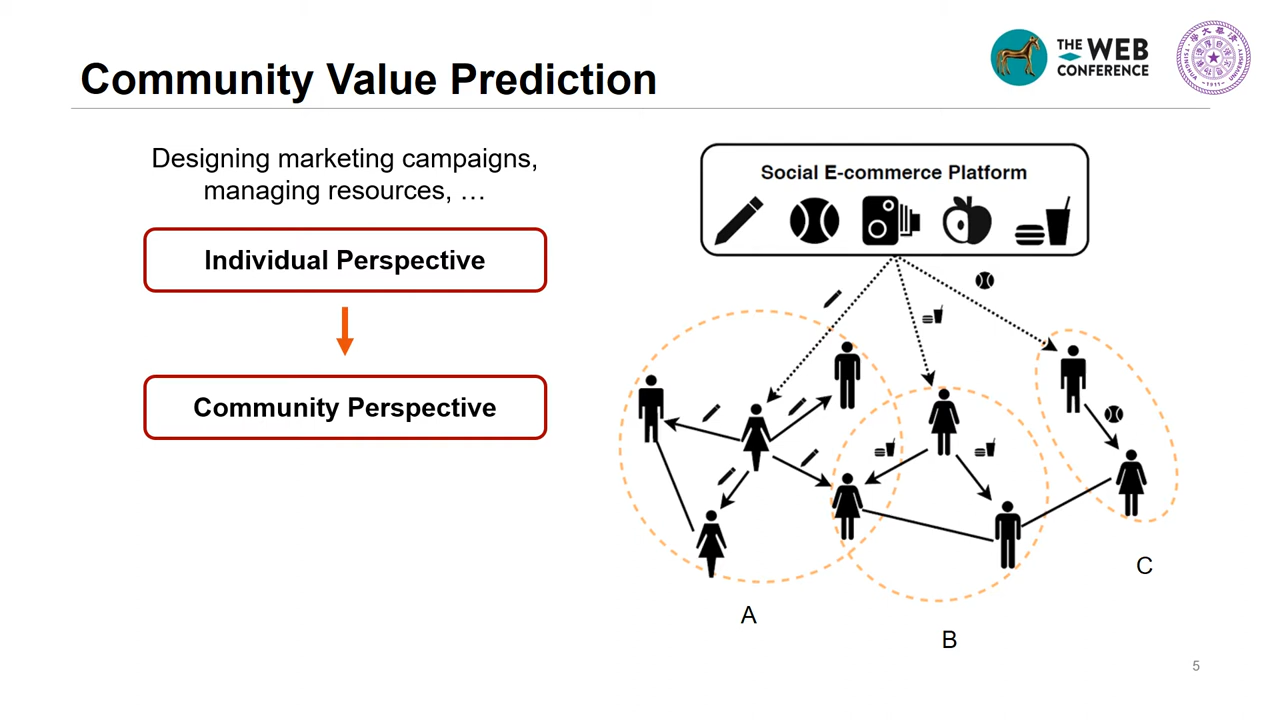 THE WEB
CONFERENCE
Community Value Prediction
Designing marketing campaigns,
managing resources, …
Individual Perspective
Community Perspective
Social E-commerce Platform
A
B
C
5